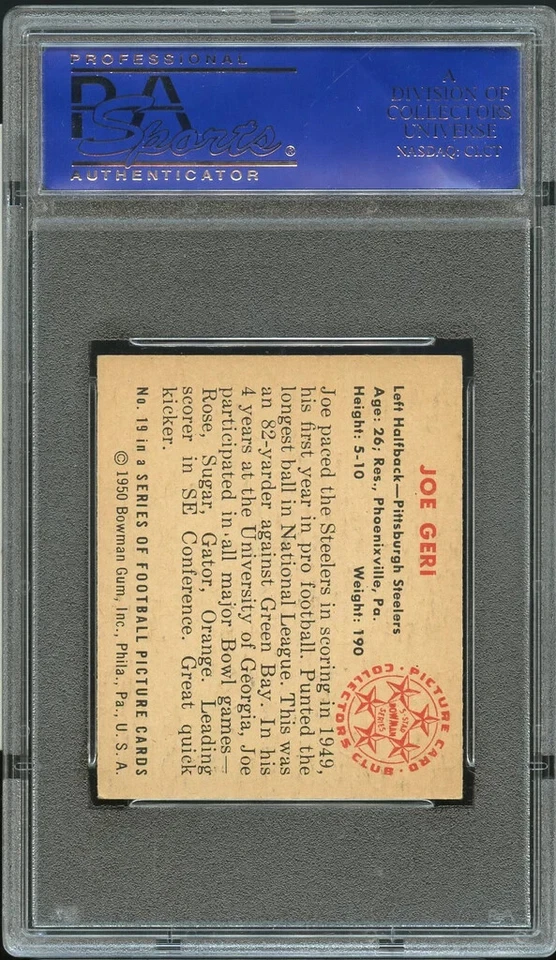 PROFESSIONAL
PSA
Sports®
AUTHENTICATOR
A
DIVISION OF
COLLECTORS
UNIVERSE
NASDAQ: CLCT
JOE GERI
Left Halfback—Pittsburgh Steelers
Age: 26; Res., Phoenixville, Pa.
Height: 5-10 Weight: 190
PICTURE CARD
COLLECTORS CLUB
5-STAR
BOWMAN
SERIES
Joe paced the Steelers in scoring in 1949,
his first year in pro football. Punted the
longest ball in National League. This was
an 82-yarder against Green Bay. In his
4 years at the University of Georgia, Joe
participated in all major Bowl games—
Rose, Sugar, Gator, Orange. Leading
scorer in SE Conference. Great quick
kicker.
No. 19 in a SERIES OF FOOTBALL PICTURE CARDS
© 1950 Bowman Gum, Inc., Phila., Pa., U. S. A.